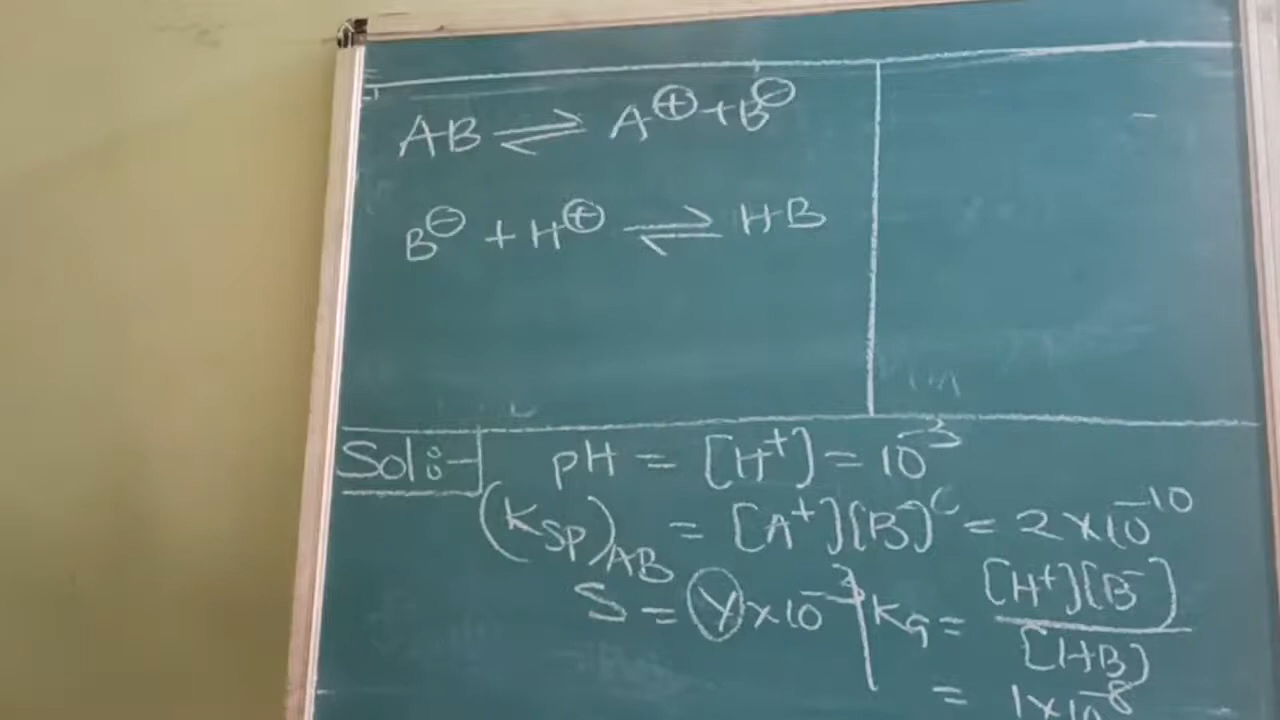 AB ⇌ A⊕ + B⊖
B⊖ + H⊕ ⇌ HB
Sol:- pH = [H⁺] = 10⁻³
(Ksp)AB = [A⁺][B⁻] = 2×10⁻¹⁰
S = Y×10⁻³ | Ka = [H⁺][B⁻] / [HB]
= 1×10⁻⁸